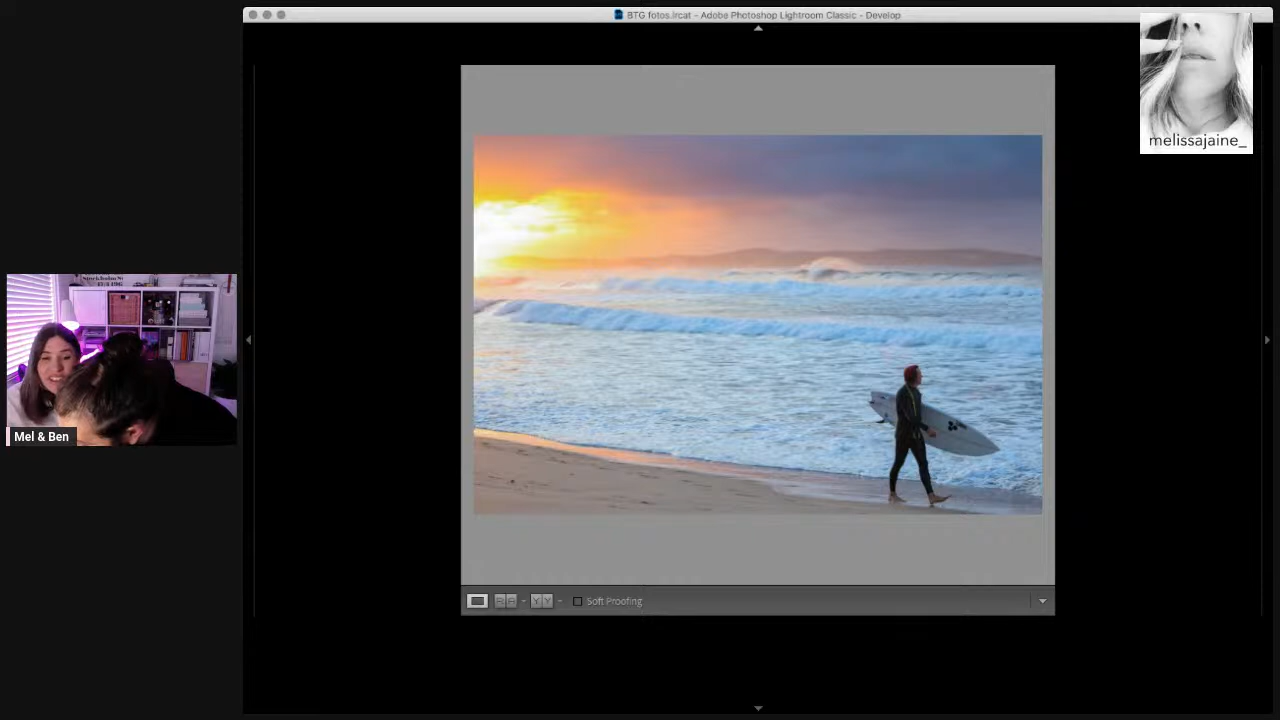 BTG fotos.lrcat - Adobe Photoshop Lightroom Classic - Develop
melissajaine_
Mel & Ben
Soft Proofing